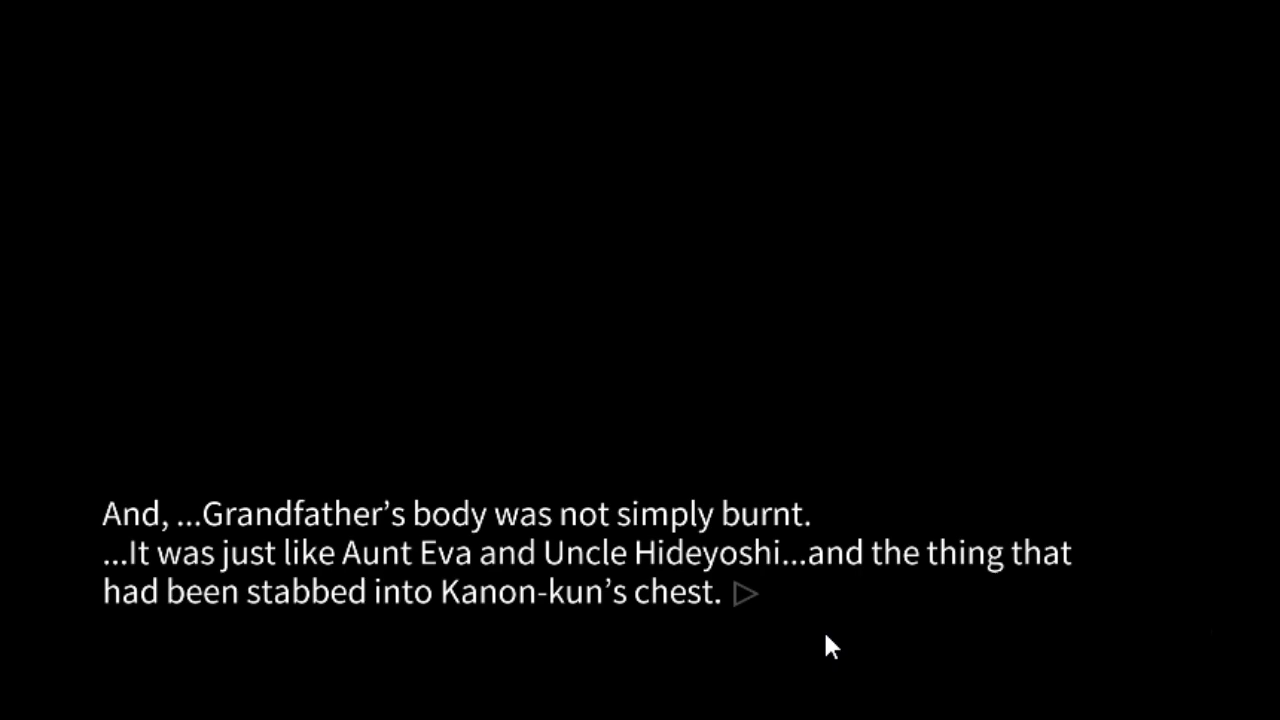 And, ...Grandfather’s body was not simply burnt.
...It was just like Aunt Eva and Uncle Hideyoshi...and the thing that
had been stabbed into Kanon-kun’s chest.